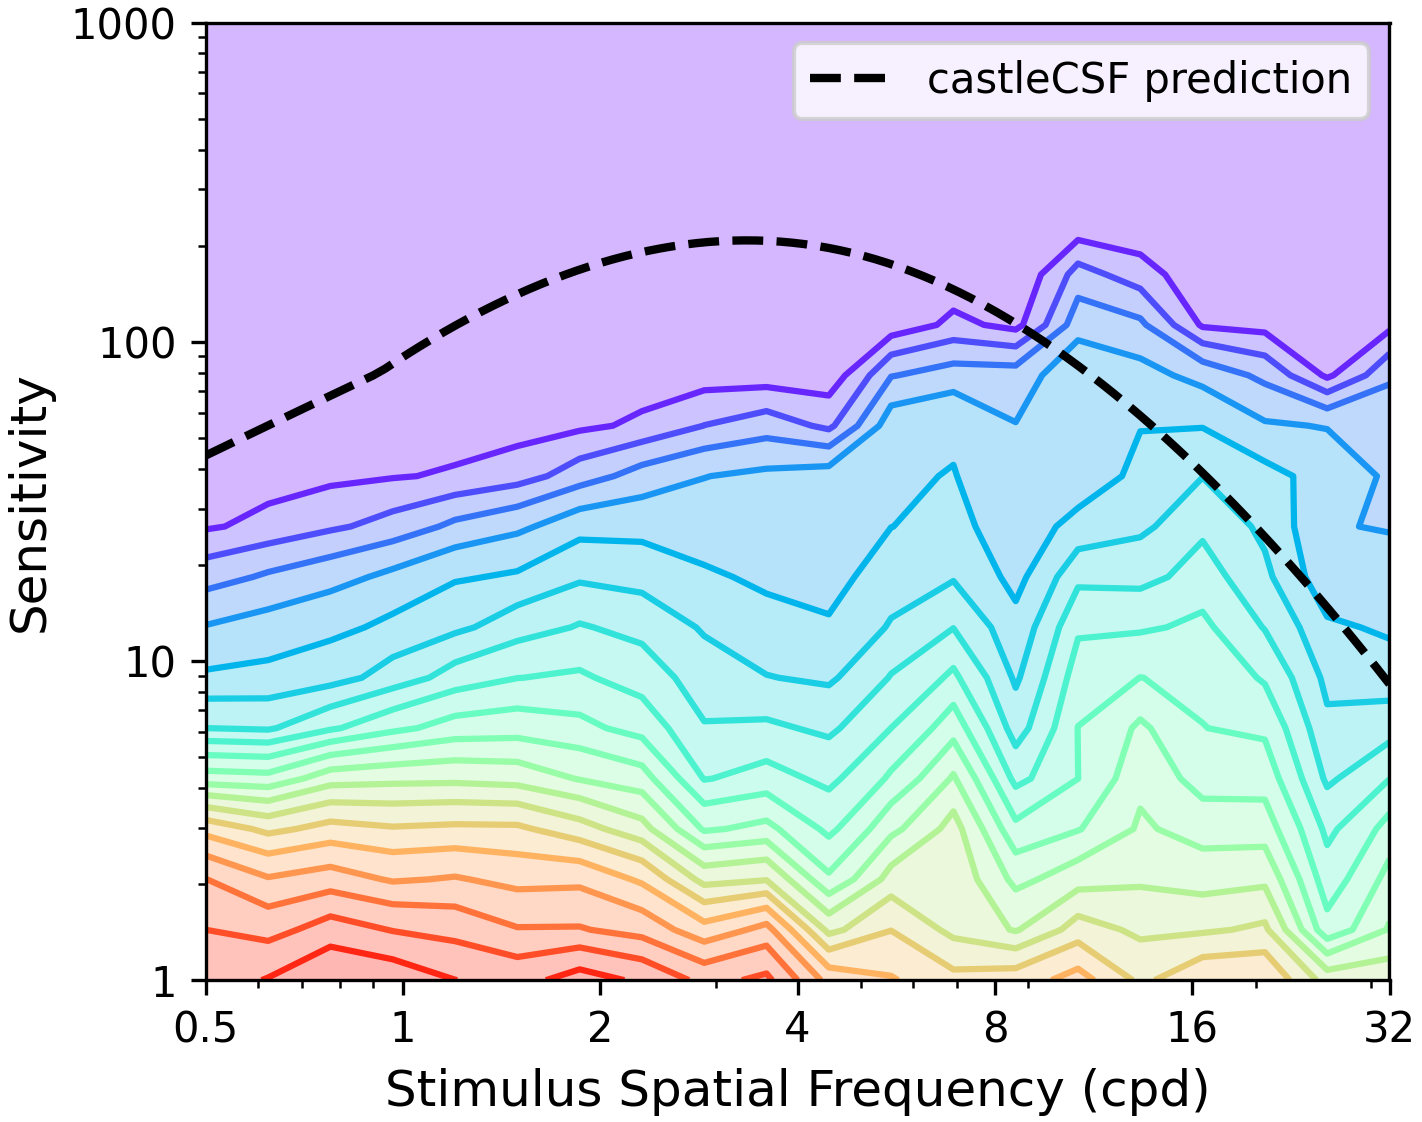 1000
castleCSF prediction
100
Sensitivity
10
1
0.5 1 2 4 8 16 32
Stimulus Spatial Frequency (cpd)